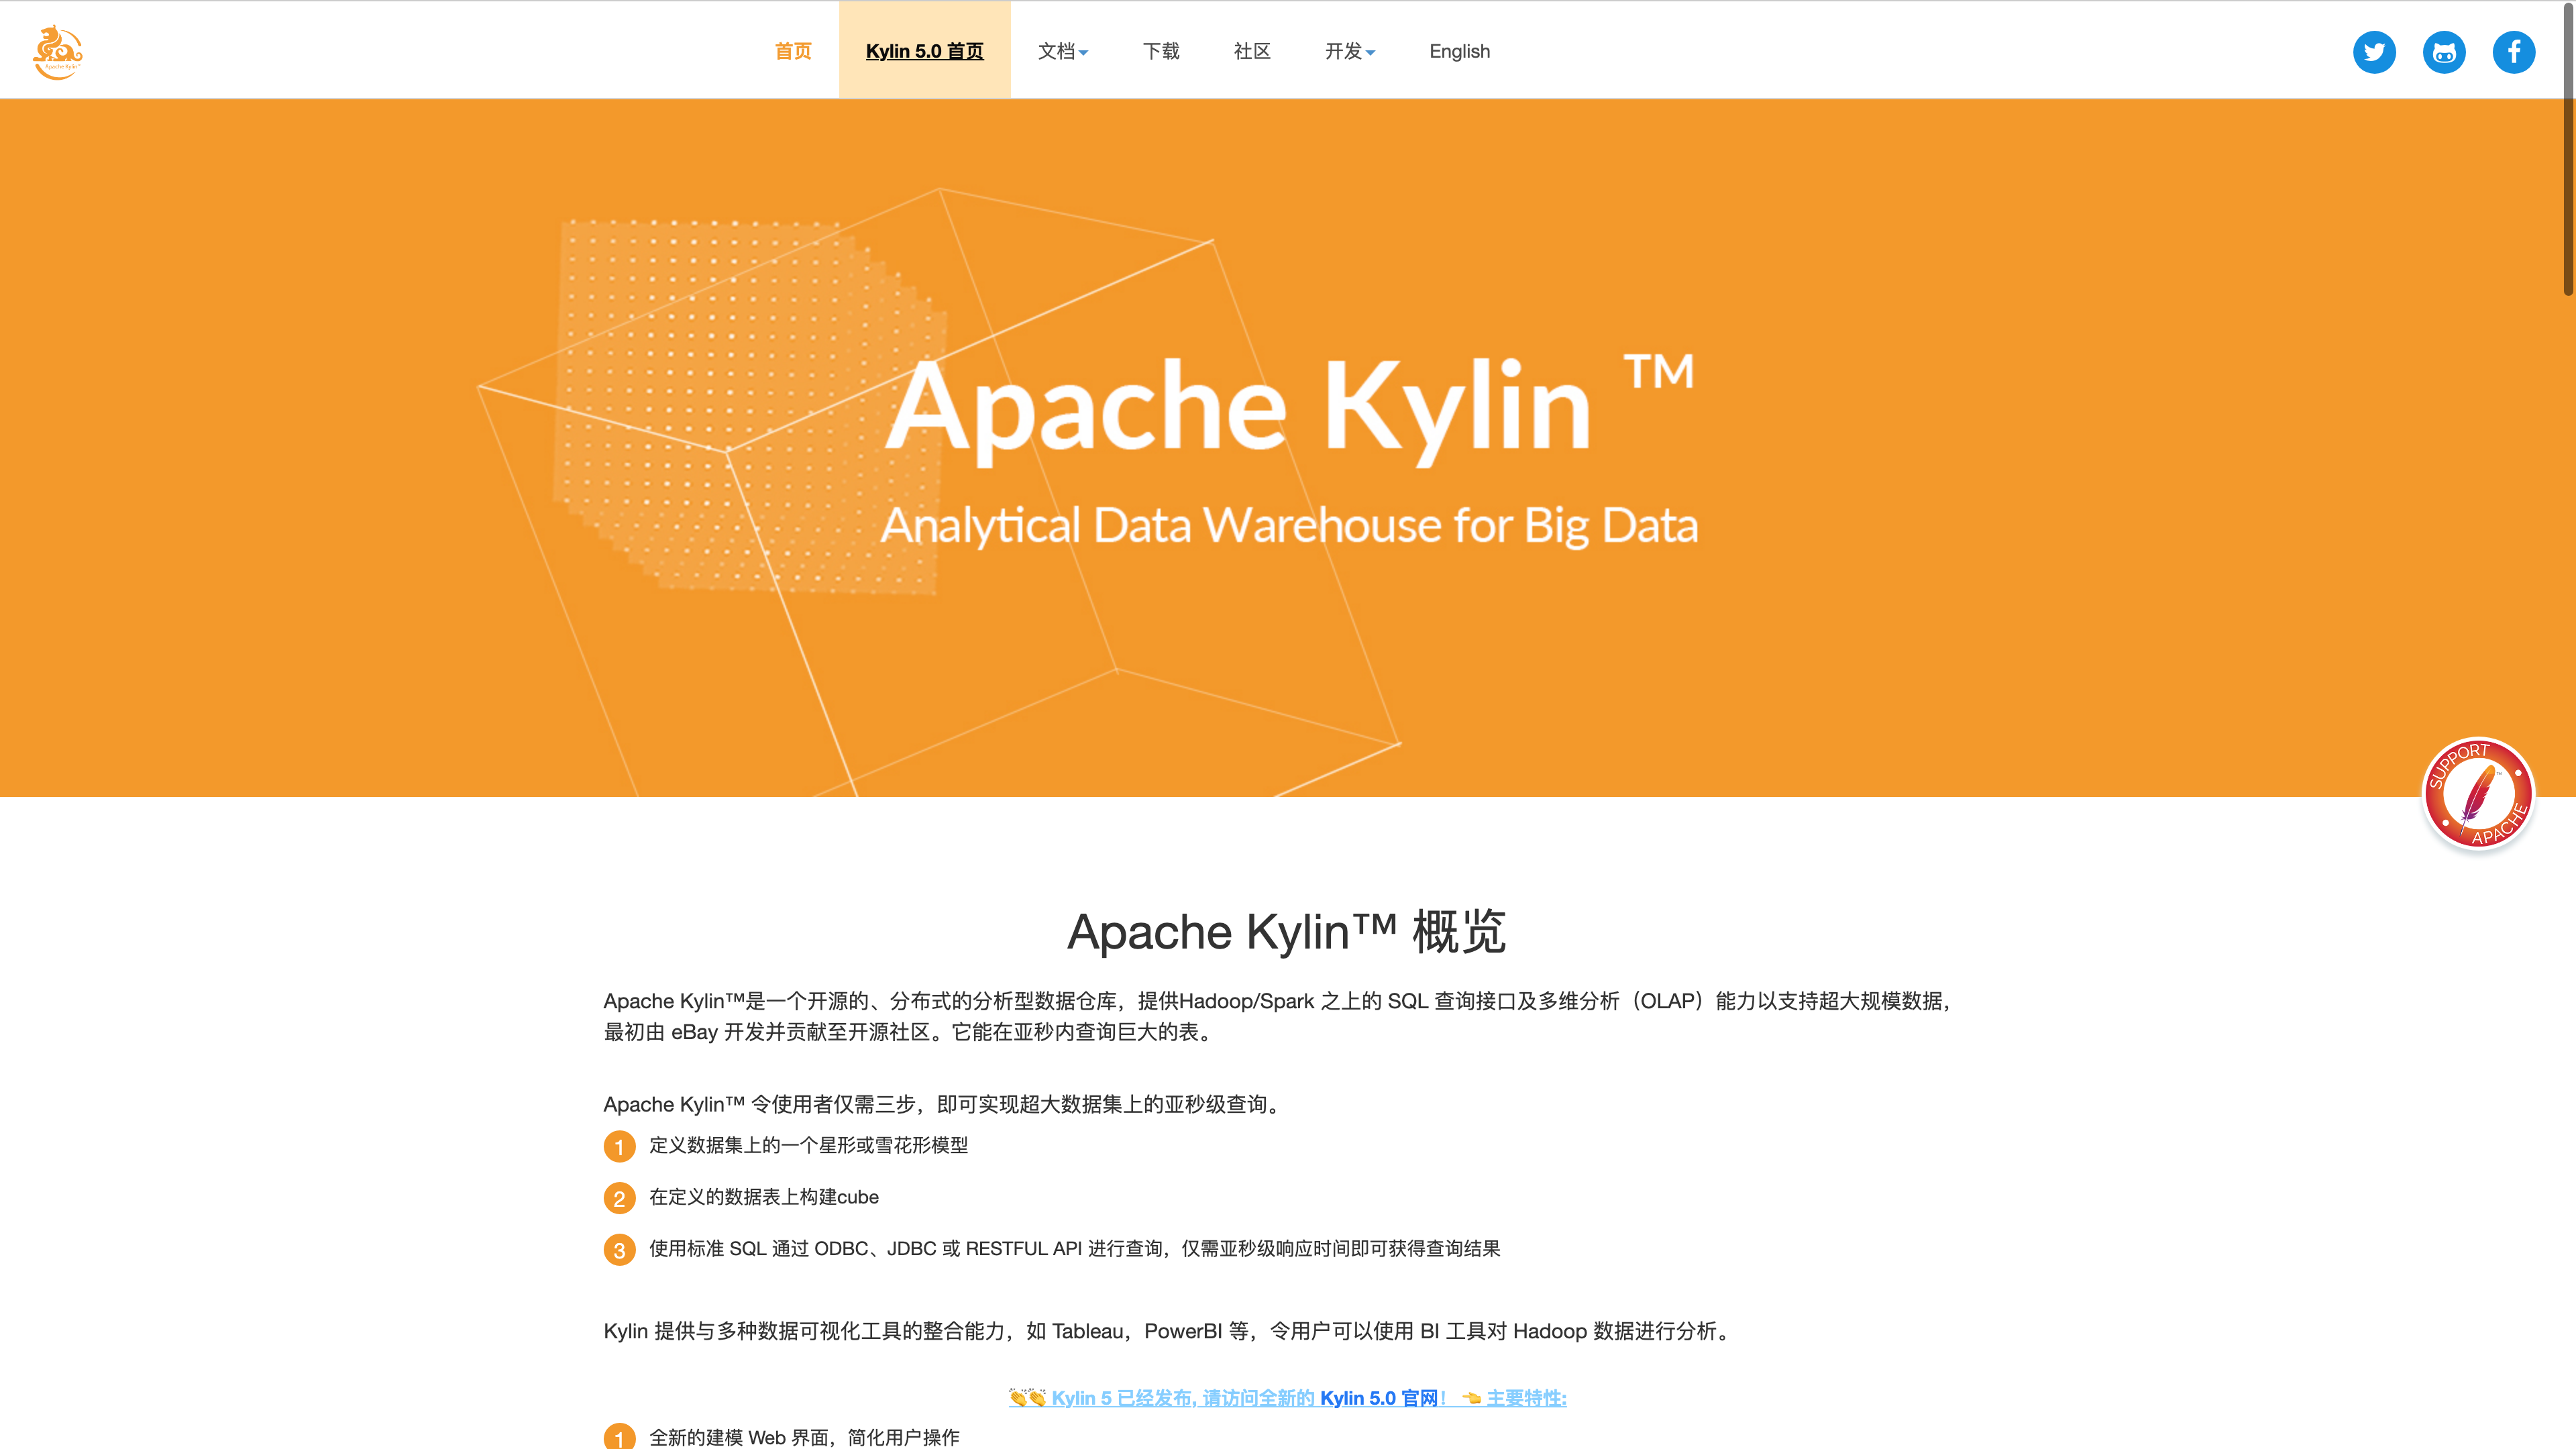 Apache Kylin™
首页
Kylin 5.0 首页
文档
下载
社区
开发
English
Apache Kylin ™
Analytical Data Warehouse for Big Data
SUPPORT
APACHE
Apache Kylin™ 概览
Apache Kylin™是一个开源的、分布式的分析型数据仓库，提供Hadoop/Spark 之上的 SQL 查询接口及多维分析（OLAP）能力以支持超大规模数据，
最初由 eBay 开发并贡献至开源社区。它能在亚秒内查询巨大的表。
Apache Kylin™ 令使用者仅需三步，即可实现超大数据集上的亚秒级查询。
1 定义数据集上的一个星形或雪花形模型
2 在定义的数据表上构建cube
3 使用标准 SQL 通过 ODBC、JDBC 或 RESTFUL API 进行查询，仅需亚秒级响应时间即可获得查询结果
Kylin 提供与多种数据可视化工具的整合能力，如 Tableau，PowerBI 等，令用户可以使用 BI 工具对 Hadoop 数据进行分析。
👏👏 Kylin 5 已经发布, 请访问全新的 Kylin 5.0 官网！ 👈 主要特性:
1 全新的建模 Web 界面，简化用户操作